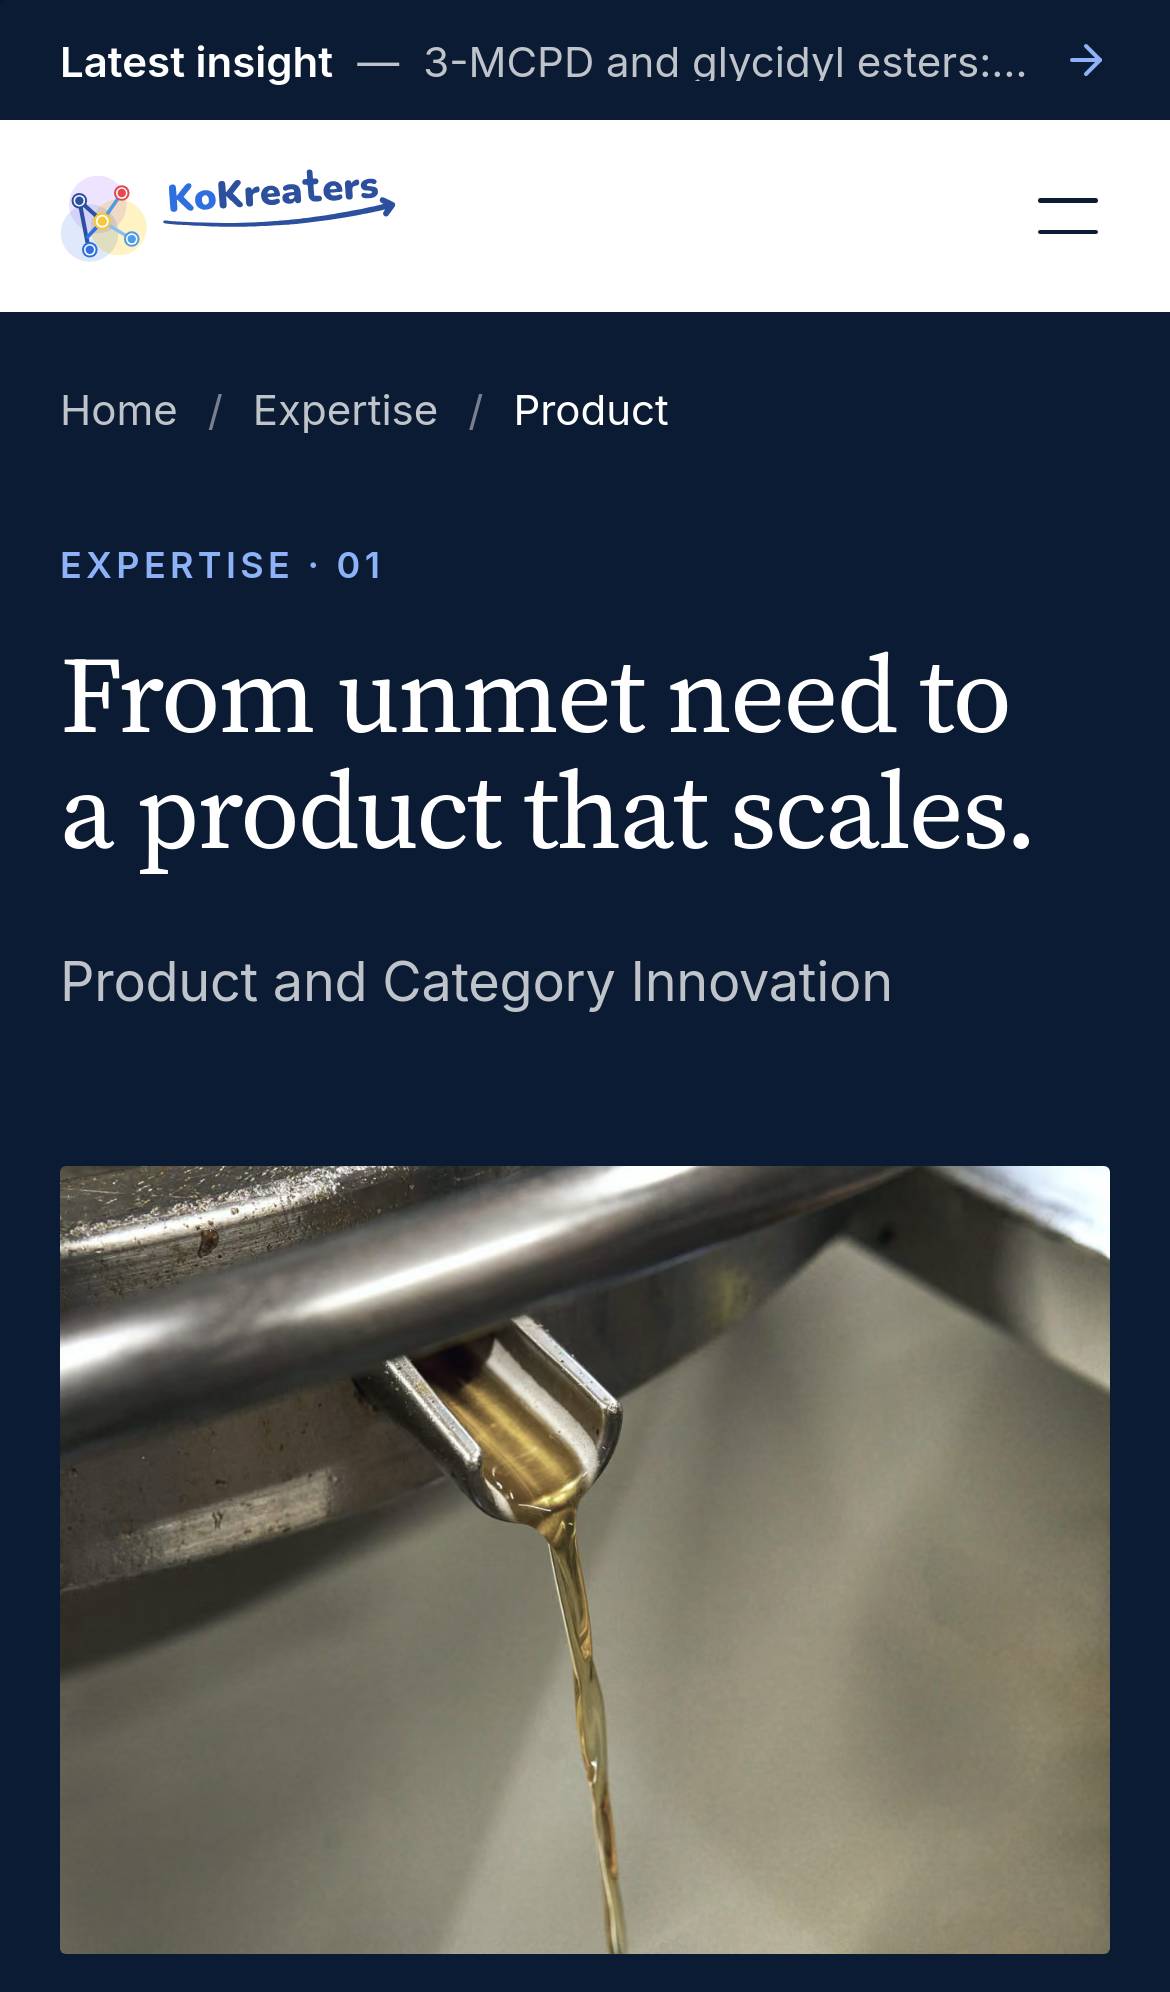 Latest insight — 3-MCPD and glycidyl esters:...
KoKreaters
Home / Expertise / Product
EXPERTISE · 01
From unmet need to
a product that scales.
Product and Category Innovation